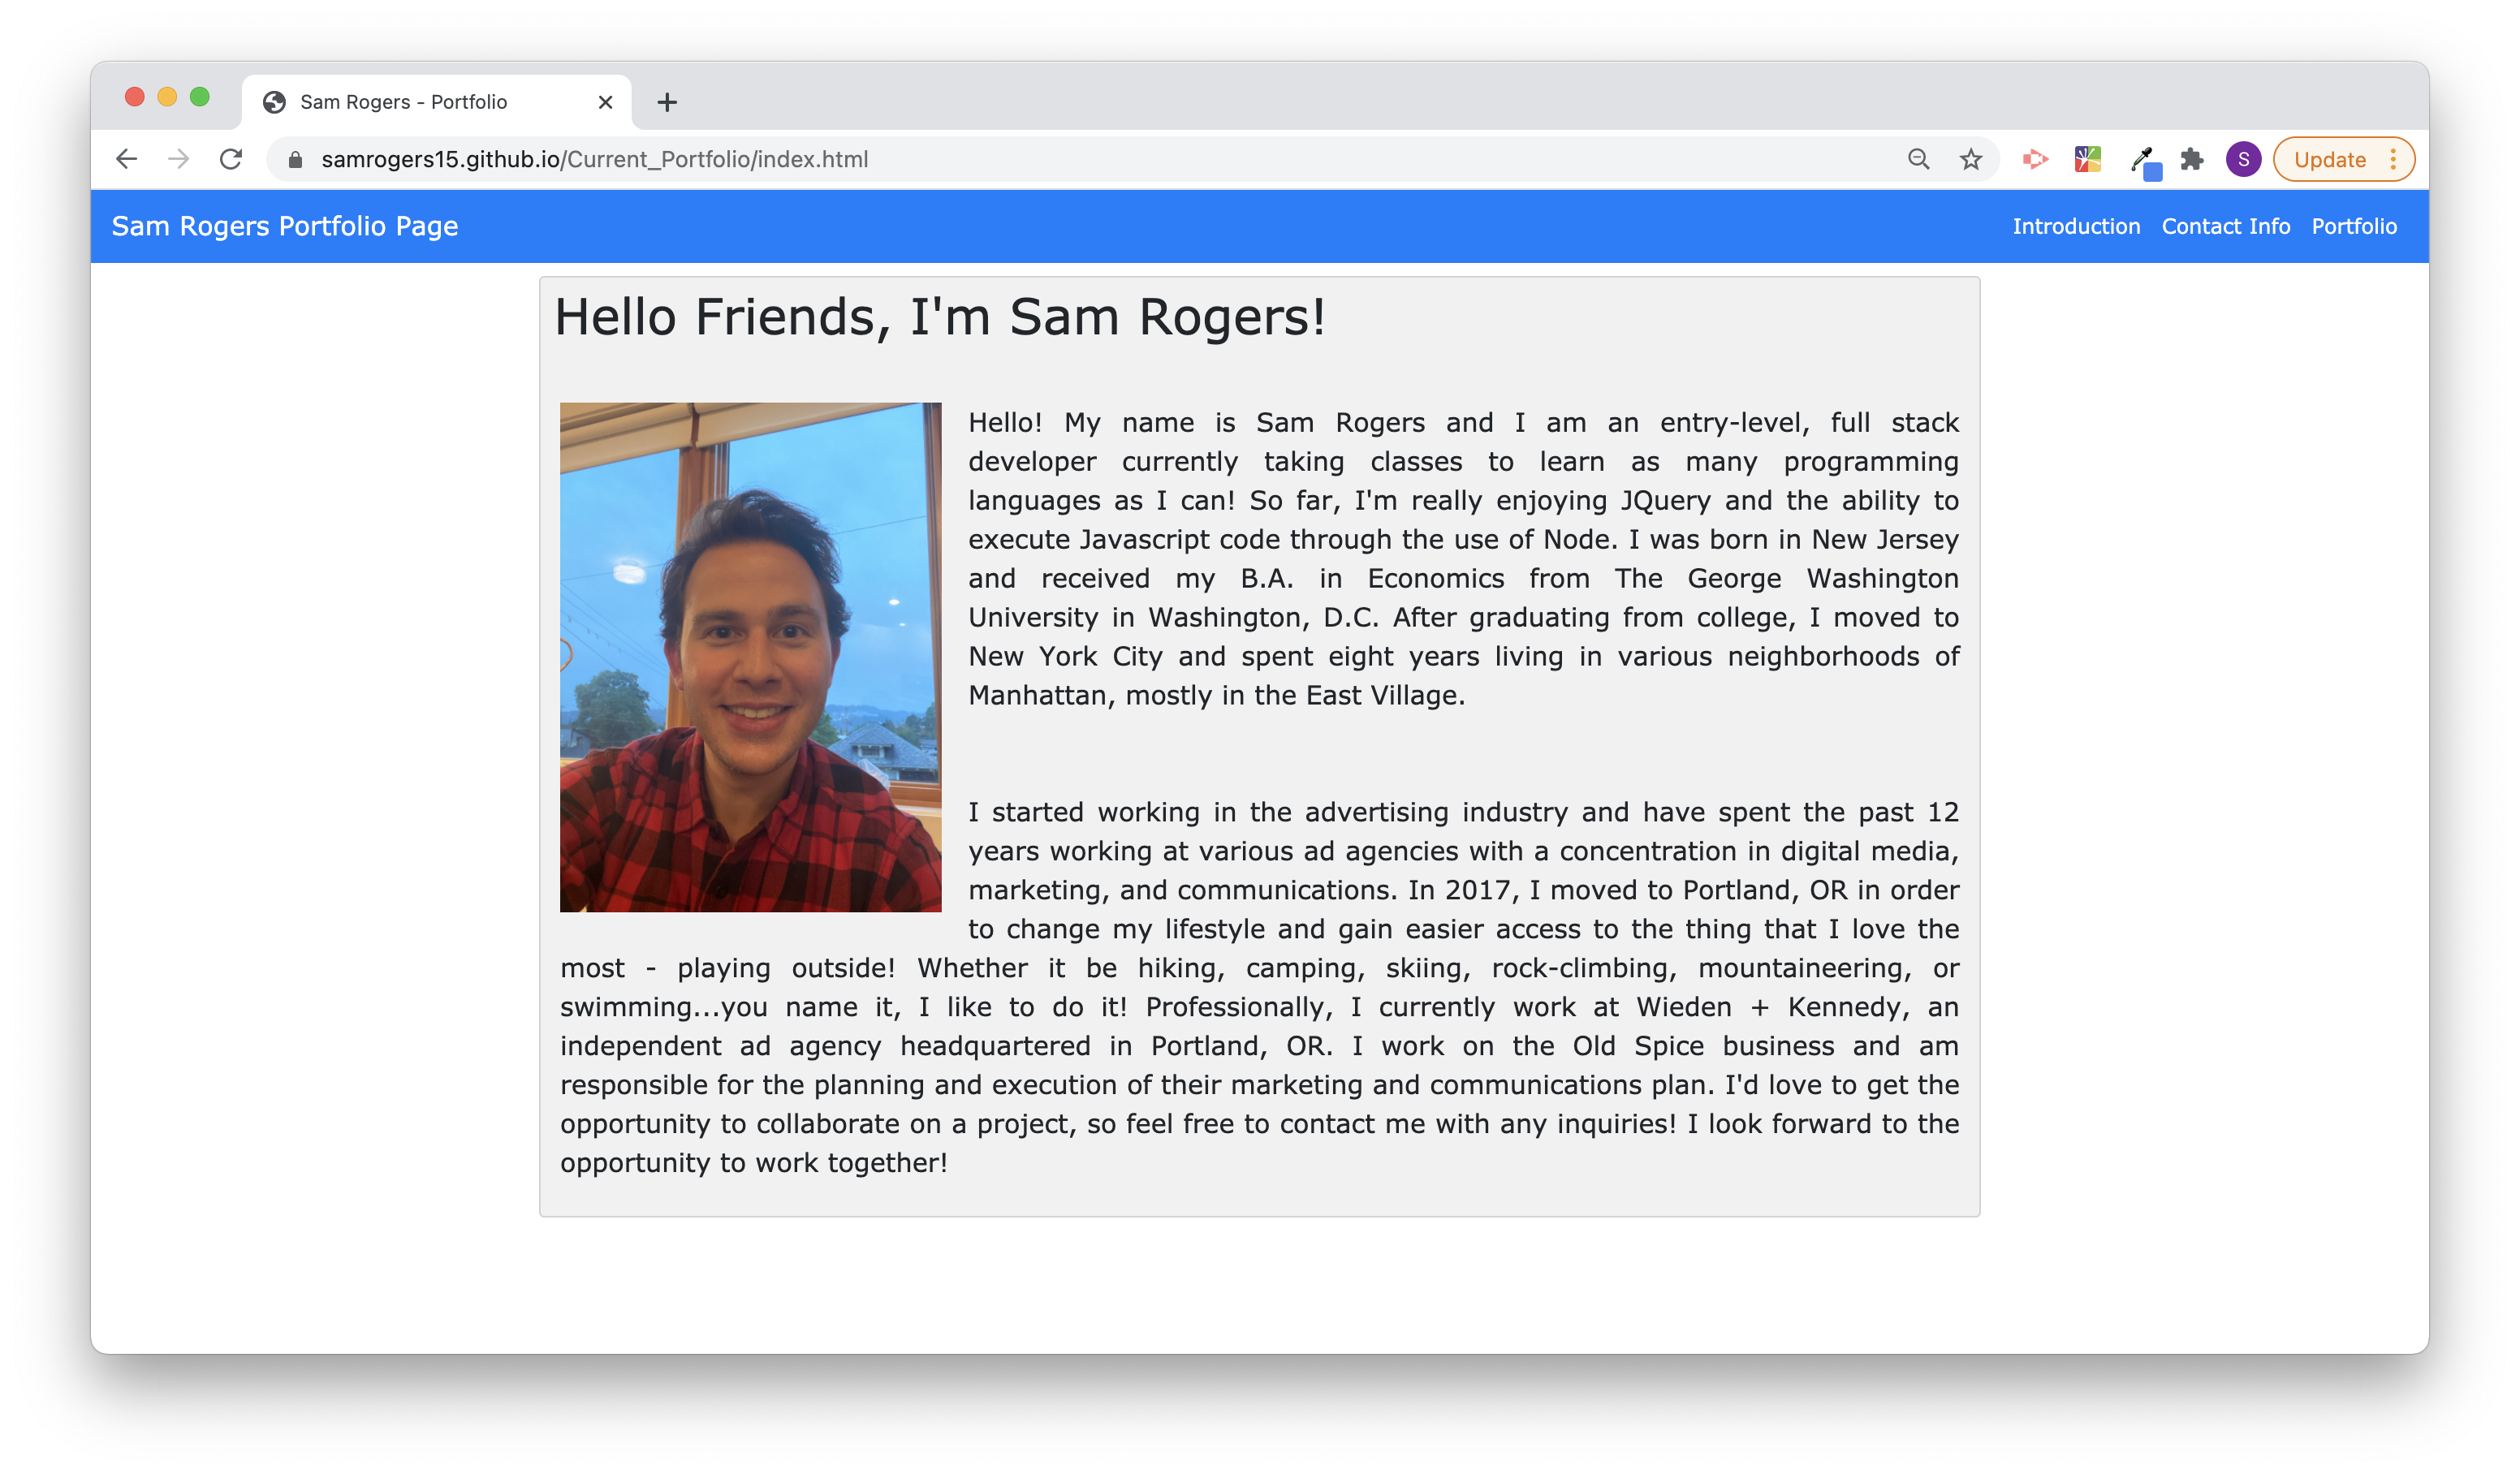 Sam Rogers - Portfolio
samrogers15.github.io/Current_Portfolio/index.html
S
Update
Sam Rogers Portfolio Page
Introduction
Contact Info
Portfolio
Hello Friends, I'm Sam Rogers!
Hello! My name is Sam Rogers and I am an entry-level, full stack
developer currently taking classes to learn as many programming
languages as I can! So far, I'm really enjoying JQuery and the ability to
execute Javascript code through the use of Node. I was born in New Jersey
and received my B.A. in Economics from The George Washington
University in Washington, D.C. After graduating from college, I moved to
New York City and spent eight years living in various neighborhoods of
Manhattan, mostly in the East Village.
I started working in the advertising industry and have spent the past 12
years working at various ad agencies with a concentration in digital media,
marketing, and communications. In 2017, I moved to Portland, OR in order
to change my lifestyle and gain easier access to the thing that I love the
most - playing outside! Whether it be hiking, camping, skiing, rock-climbing, mountaineering, or
swimming...you name it, I like to do it! Professionally, I currently work at Wieden + Kennedy, an
independent ad agency headquartered in Portland, OR. I work on the Old Spice business and am
responsible for the planning and execution of their marketing and communications plan. I'd love to get the
opportunity to collaborate on a project, so feel free to contact me with any inquiries! I look forward to the
opportunity to work together!